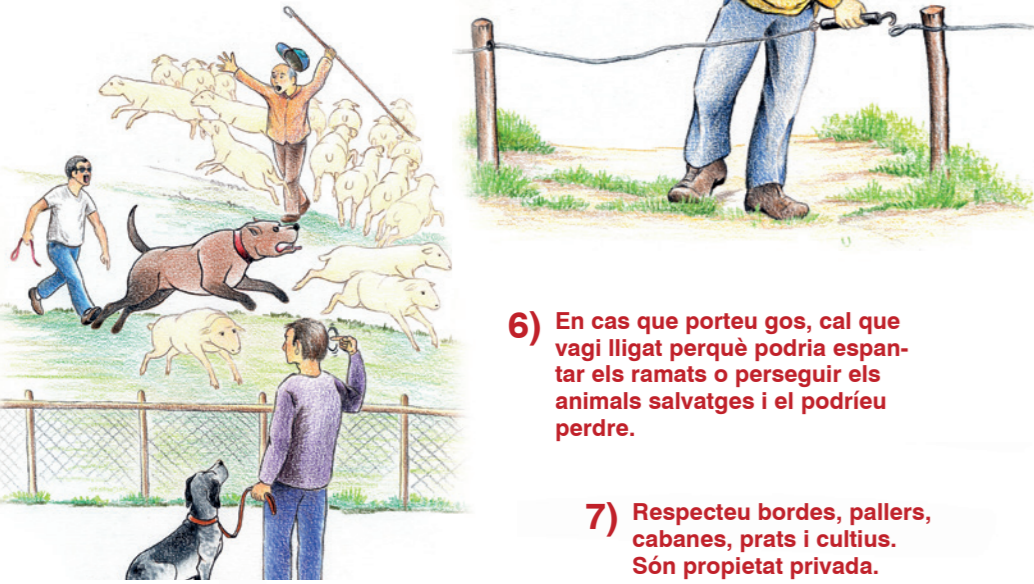 6) En cas que porteu gos, cal que
vagi lligat perquè podria espan-
tar els ramats o perseguir els
animals salvatges i el podríeu
perdre.
7) Respecteu bordes, pallers,
cabanes, prats i cultius.
Són propietat privada.